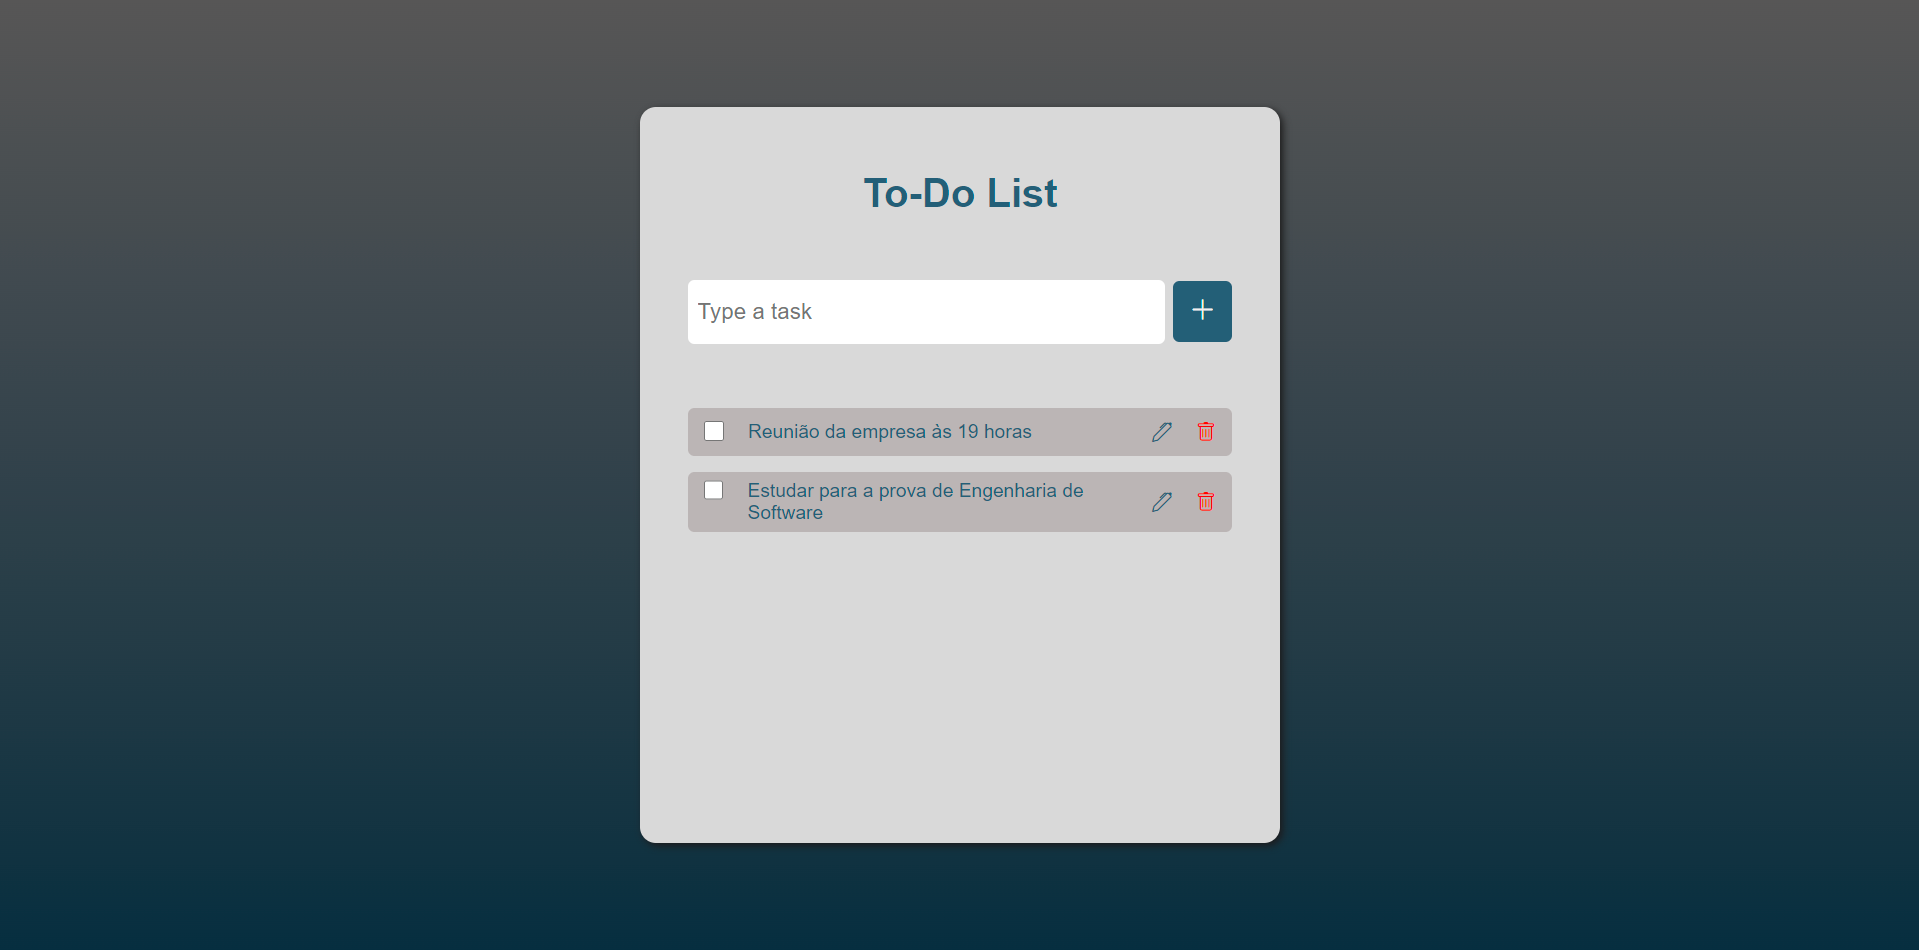 To-Do List
Type a task
Reunião da empresa às 19 horas
Estudar para a prova de Engenharia de
Software